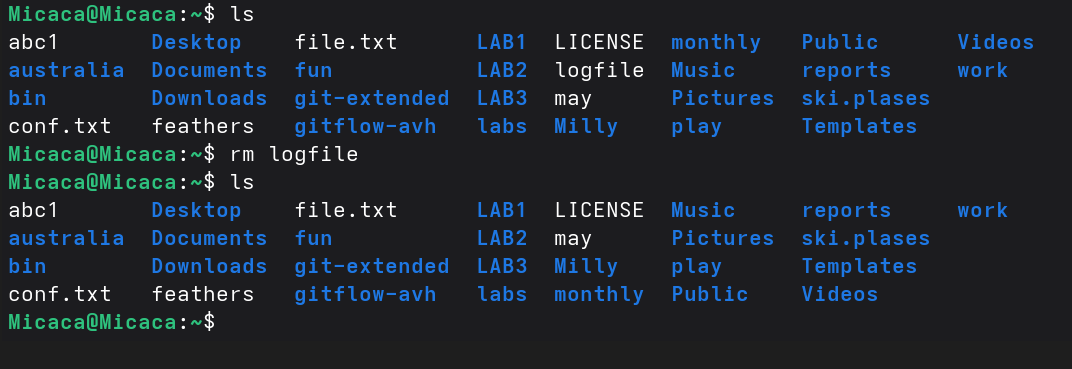 Micaca@Micaca:~$ ls
abc1 Desktop file.txt LAB1 LICENSE monthly Public Videos
australia Documents fun LAB2 logfile Music reports work
bin Downloads git-extended LAB3 may Pictures ski.plases
conf.txt feathers gitflow-avh labs Milly play Templates
Micaca@Micaca:~$ rm logfile
Micaca@Micaca:~$ ls
abc1 Desktop file.txt LAB1 LICENSE Music reports work
australia Documents fun LAB2 may Pictures ski.plases
bin Downloads git-extended LAB3 Milly play Templates
conf.txt feathers gitflow-avh labs monthly Public Videos
Micaca@Micaca:~$